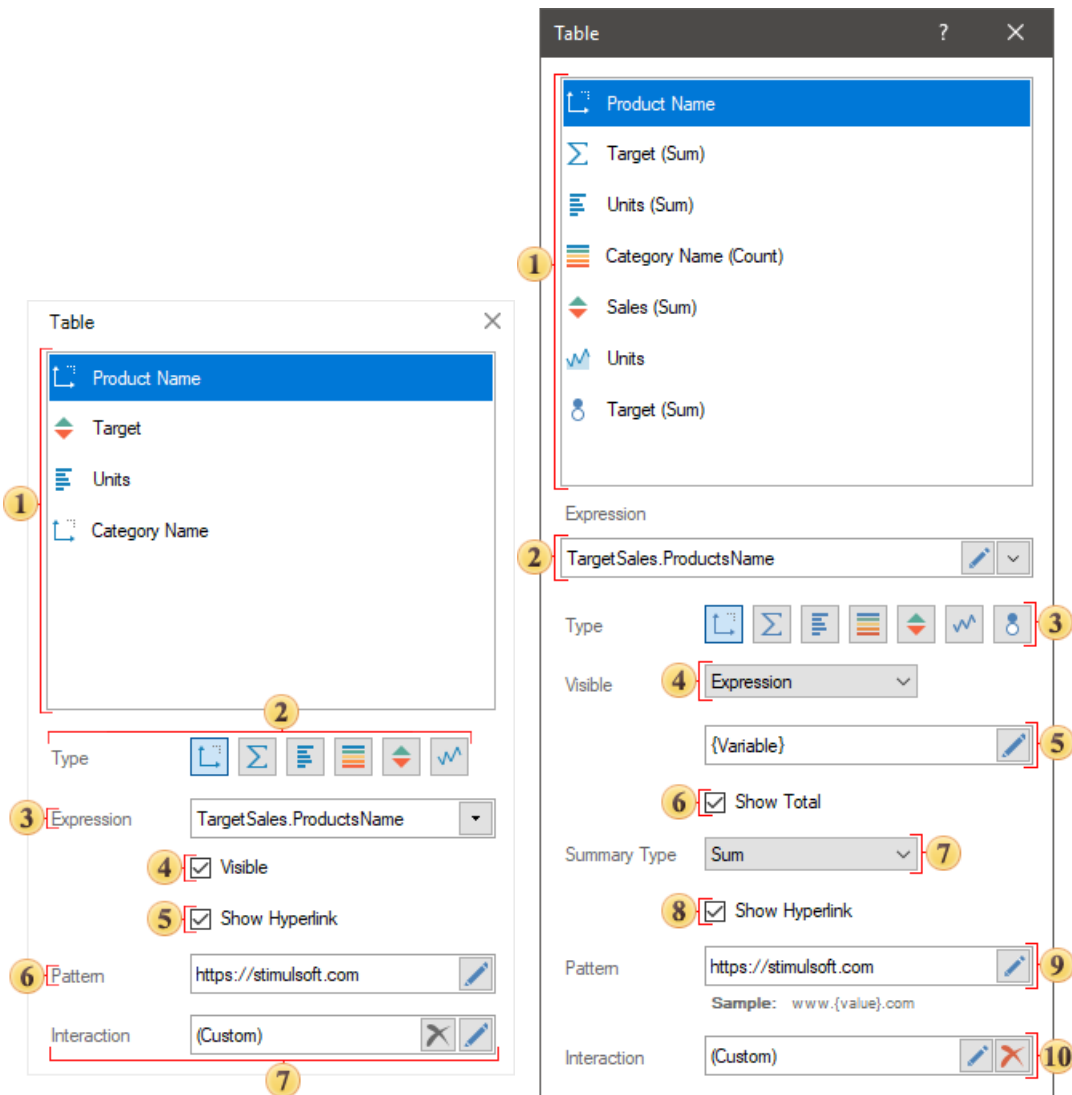 Table
Product Name
Target
Units
Category Name
1
2
Type
3 Expression TargetSales.ProductsName
4 Visible
5 Show Hyperlink
6 Pattern https://stimulsoft.com
Interaction (Custom)
7
Table ?
Product Name
Target (Sum)
Units (Sum)
Category Name (Count)
1
Sales (Sum)
Units
Target (Sum)
Expression
2 TargetSales.ProductsName
Type 3
Visible 4 Expression
{Variable} 5
6 Show Total
Summary Type Sum 7
8 Show Hyperlink
Pattern https://stimulsoft.com 9
Sample: www.{value}.com
Interaction (Custom) 10